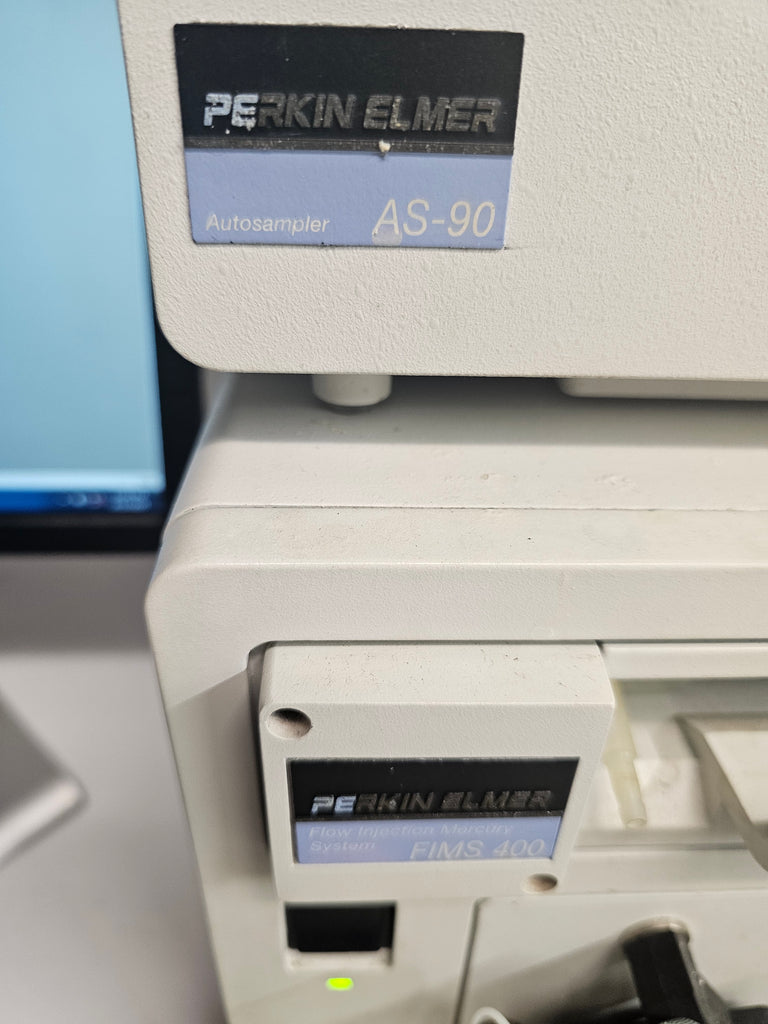 PERKIN ELMER
Autosampler AS-90
PERKIN ELMER
Flow Injection Mercury
System FIMS 400